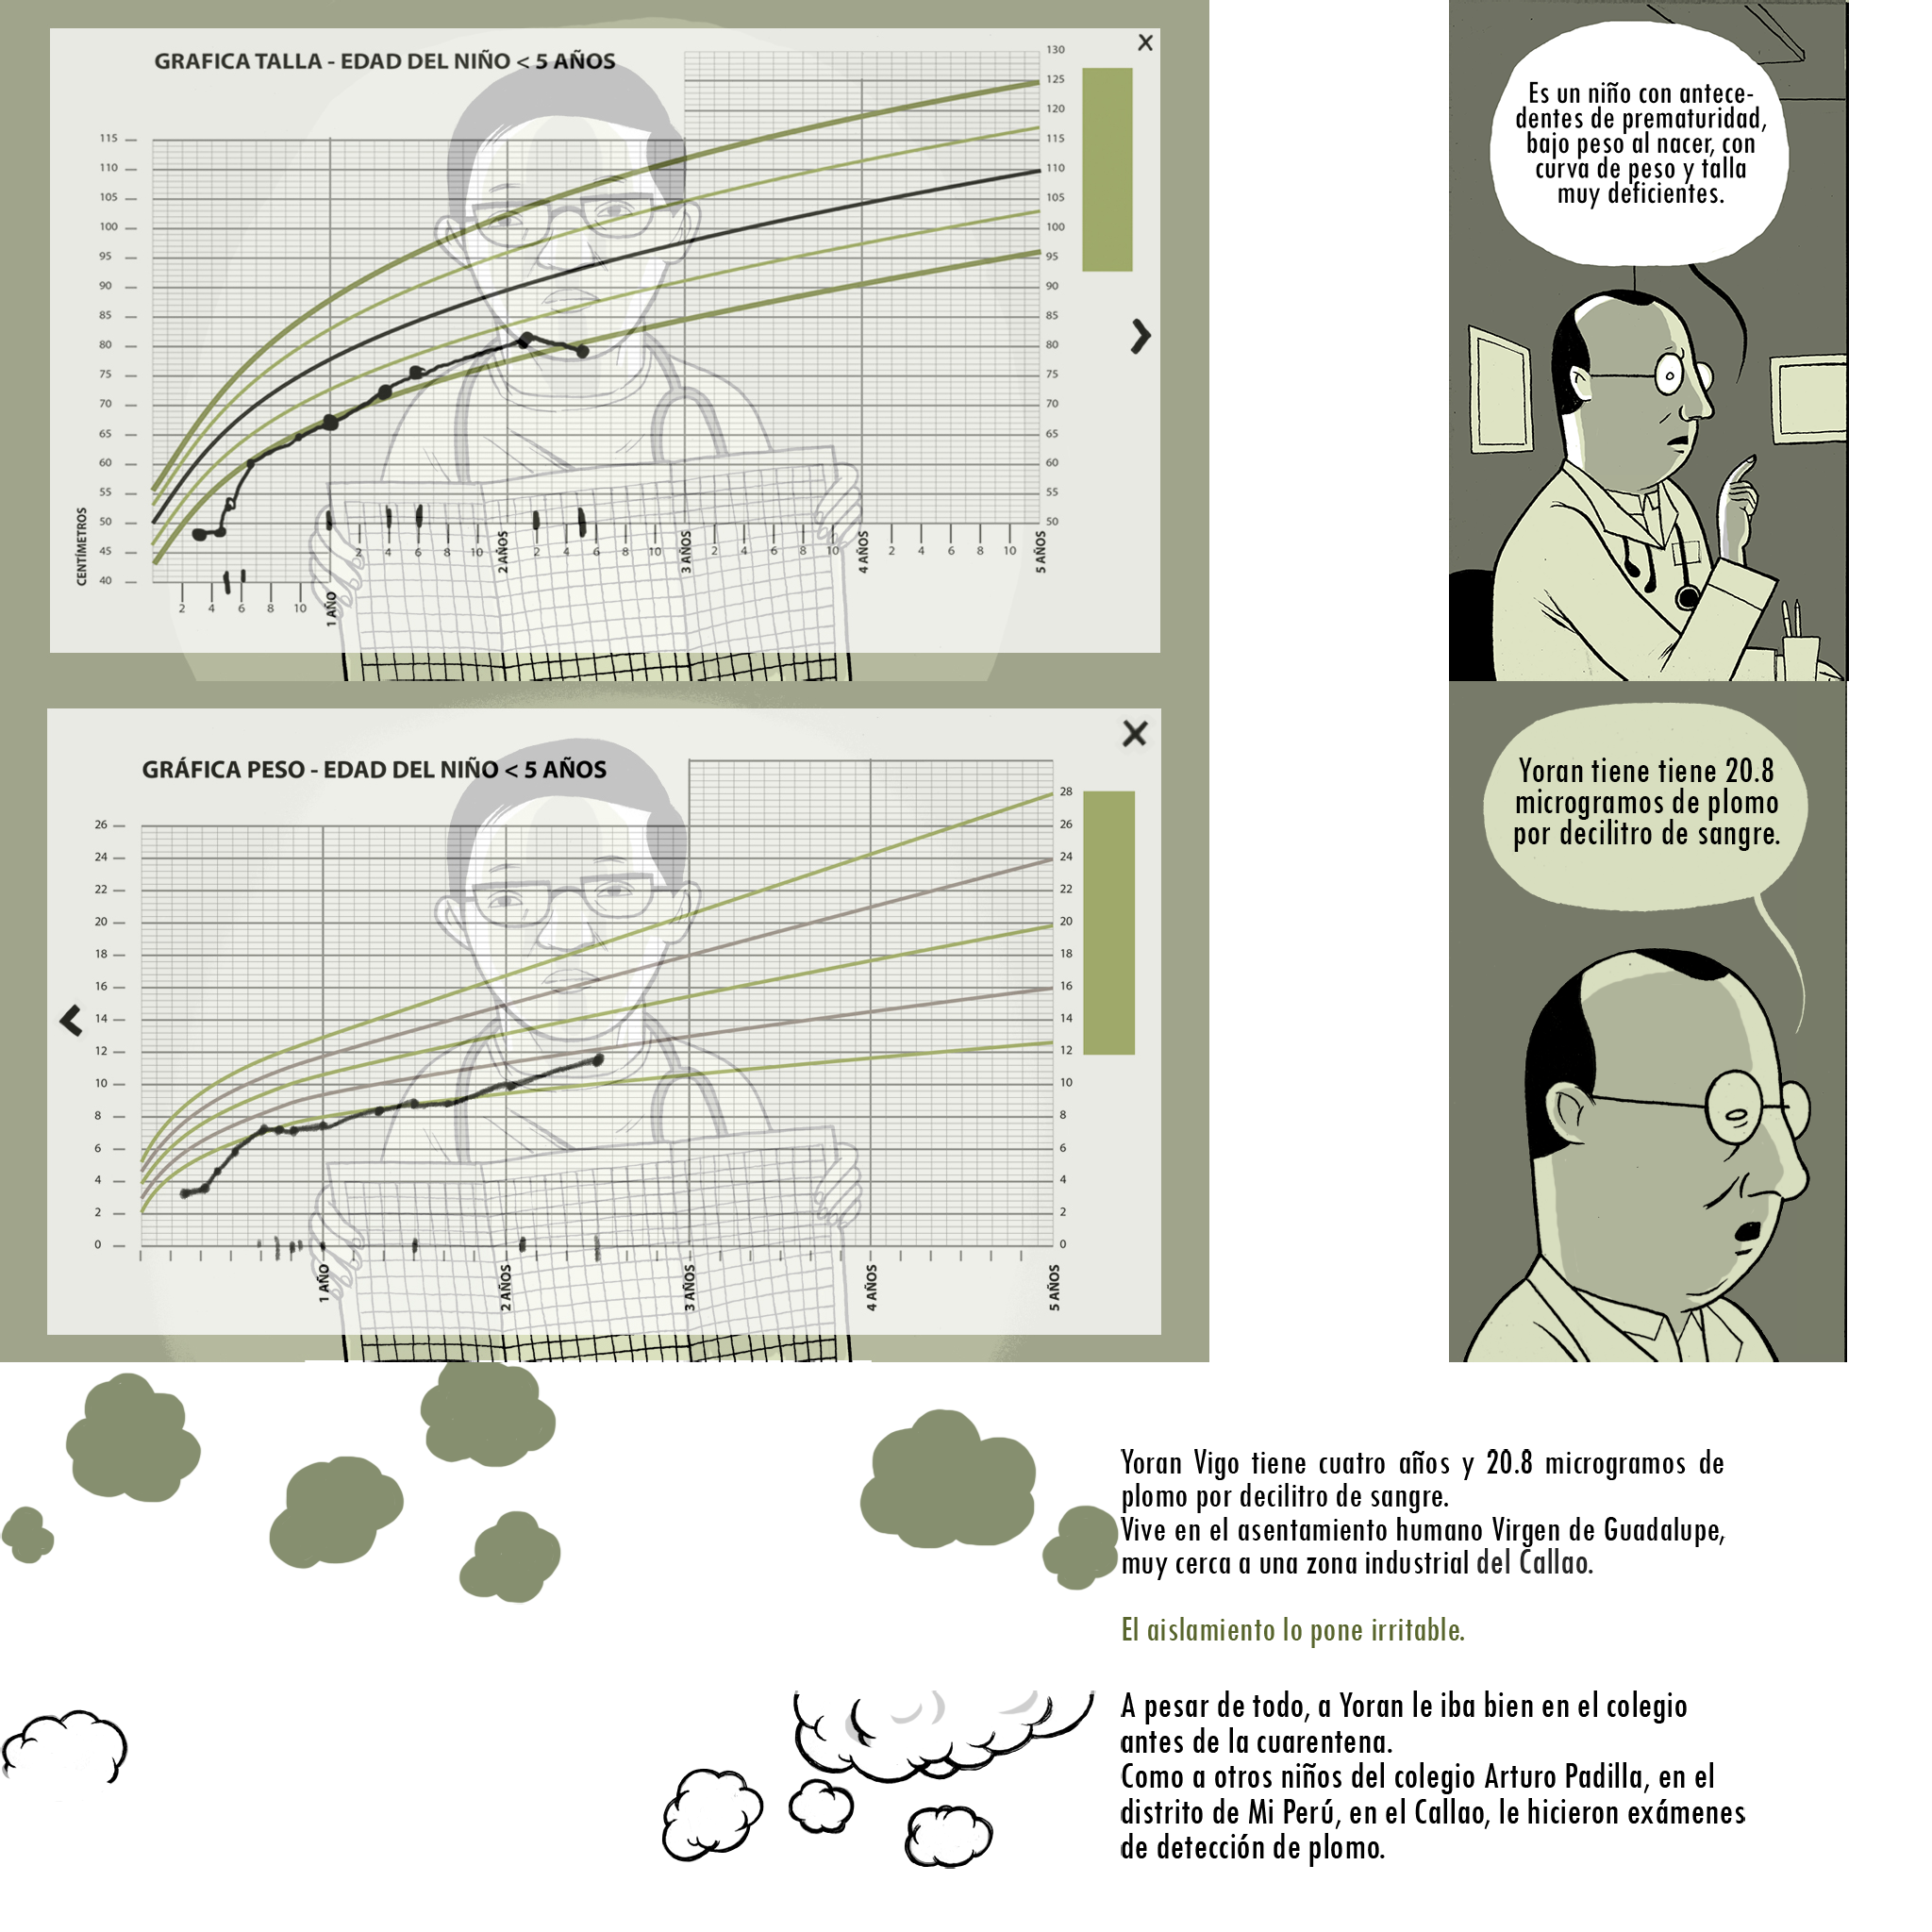 GRAFICA TALLA - EDAD DEL NIÑO < 5 AÑOS
X
130
125
120
115
110
105
100
95
90
85
80
75
70
65
60
55
50
115
110
105
100
95
90
85
80
75
70
65
60
55
50
45
40
CENTÍMETROS
2 4 6 8 10 1 AÑO
2 4 6 8 10 2 AÑOS 2 4 6 8 10 3 AÑOS 2 4 6 8 10 4 AÑOS 2 4 6 8 10 5 AÑOS
Es un niño con antece-
dentes de prematuridad,
bajo peso al nacer, con
curva de peso y talla
muy deficientes.
GRÁFICA PESO - EDAD DEL NIÑO < 5 AÑOS
X
26
24
22
20
18
16
14
12
10
8
6
4
2
0
28
26
24
22
20
18
16
14
12
10
8
6
4
2
0
1 AÑO 2 AÑOS 3 AÑOS 4 AÑOS 5 AÑOS
Yoran tiene tiene 20.8
microgramos de plomo
por decilitro de sangre.
Yoran Vigo tiene cuatro años y 20.8 microgramos de
plomo por decilitro de sangre.
Vive en el asentamiento humano Virgen de Guadalupe,
muy cerca a una zona industrial del Callao.
El aislamiento lo pone irritable.
A pesar de todo, a Yoran le iba bien en el colegio
antes de la cuarentena.
Como a otros niños del colegio Arturo Padilla, en el
distrito de Mi Perú, en el Callao, le hicieron exámenes
de detección de plomo.